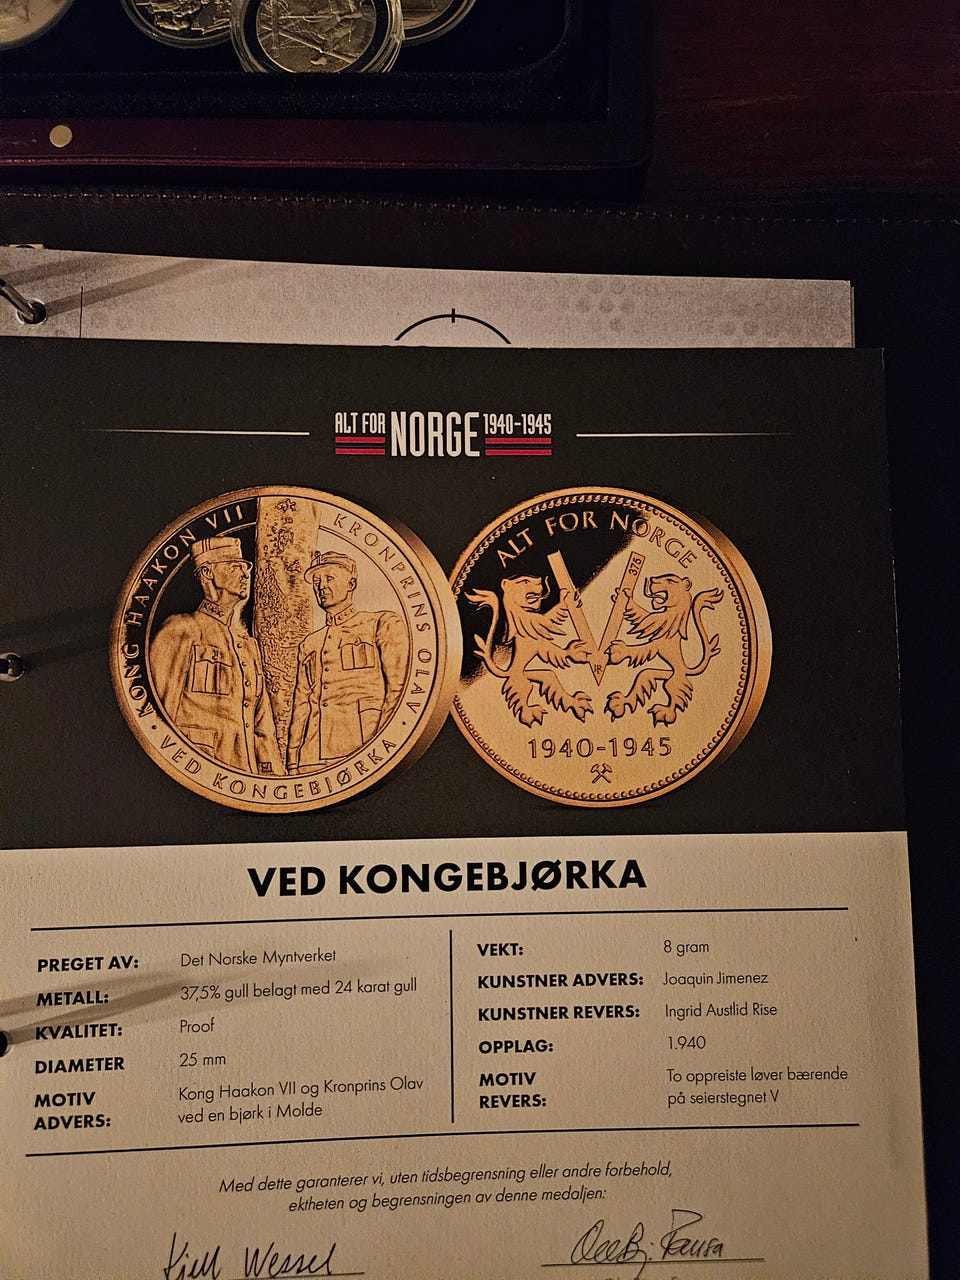 ALT FOR NORGE 1940-1945
KONG HAAKON VII
KRONPRINS OLAV
VED KONGEBJØRKA
ALT FOR NORGE
375
1940-1945
VED KONGEBJØRKA
PREGET AV: Det Norske Myntverket
METALL: 37,5% gull belagt med 24 karat gull
KVALITET: Proof
DIAMETER 25 mm
MOTIV ADVERS: Kong Haakon VII og Kronprins Olav
ved en bjørk i Molde
VEKT: 8 gram
KUNSTNER ADVERS: Joaquin Jimenez
KUNSTNER REVERS: Ingrid Austlid Rise
OPPLAG: 1.940
MOTIV REVERS: To oppreiste løver bærende
på seierstegnet V
Med dette garanterer vi, uten tidsbegrensning eller andre forbehold,
ektheten og begrensningen av denne medaljen:
Kjell Wessel